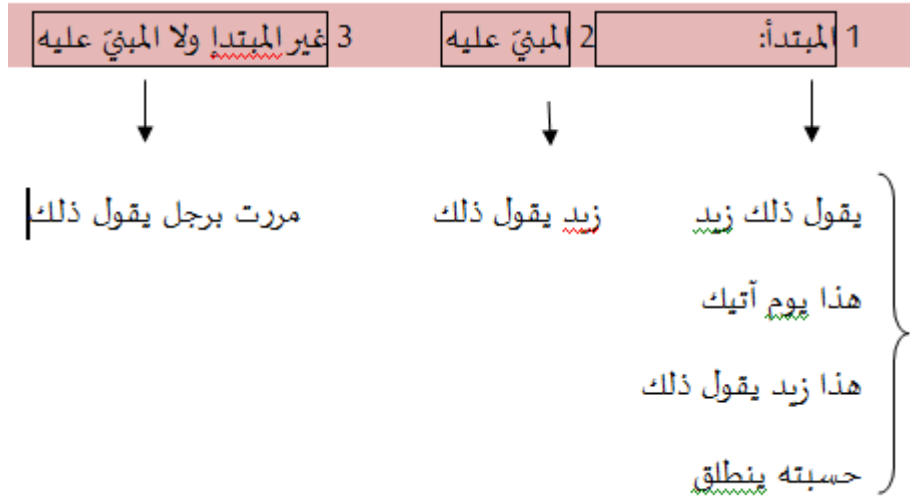 1 المبتدأ: 2 المبنيّ عليه 3 غير المبتدإ ولا المبنيّ عليه
يقول ذلك زيد زيد يقول ذلك مررت برجل يقول ذلك
هذا يوم آتيك
هذا زيد يقول ذلك
حسبته ينطلق